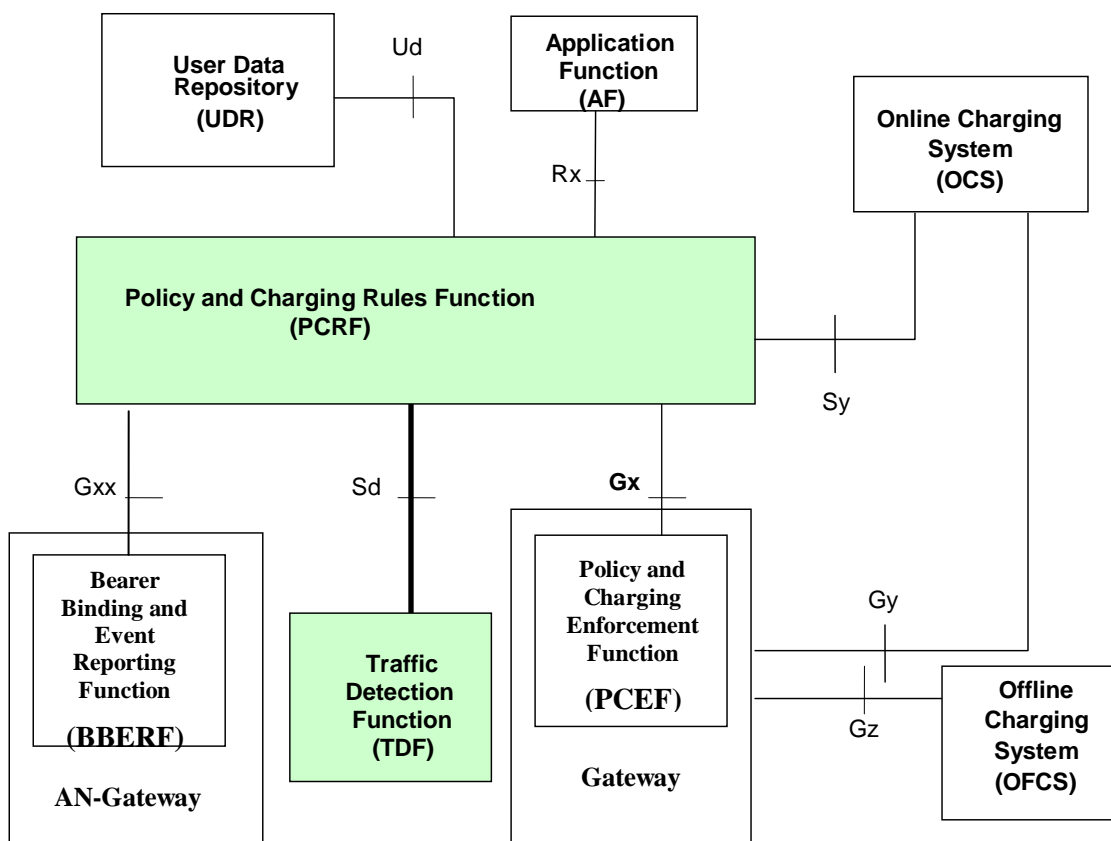 User Data
Repository
(UDR)
Ud
Application
Function
(AF)
Rx
Online Charging
System
(OCS)
Policy and Charging Rules Function
(PCRF)
Sy
Gxx
Sd
Gx
Bearer
Binding and
Event
Reporting
Function
(BBERF)
AN-Gateway
Traffic
Detection
Function
(TDF)
Policy and
Charging
Enforcement
Function
(PCEF)
Gateway
Gy
Gz
Offline
Charging
System
(OFCS)